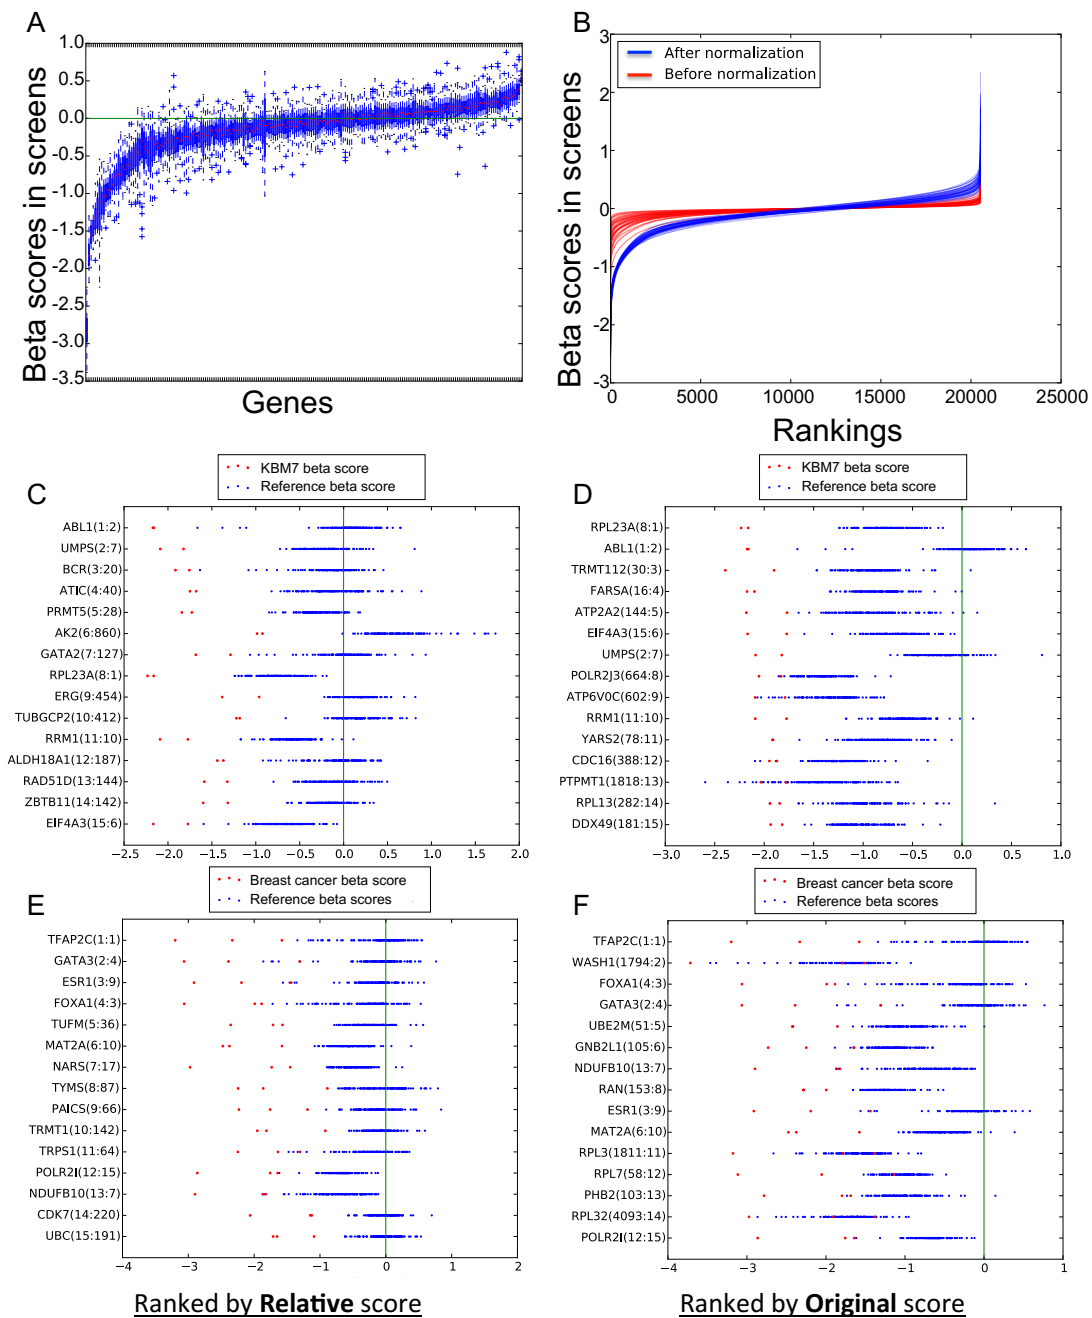 A
B
1.0
0.5
0.0
-0.5
-1.0
-1.5
-2.0
-2.5
-3.0
-3.5
Beta scores in screens
Genes
3
2
1
0
-1
-2
-3
Beta scores in screens
After normalization
Before normalization
0
5000
10000
15000
20000
25000
Rankings
C
KBM7 beta score
Reference beta score
ABL1(1:2)
UMPS(2:7)
BCR(3:20)
ATIC(4:40)
PRMT5(5:28)
AK2(6:860)
GATA2(7:127)
RPL23A(8:1)
ERG(9:454)
TUBGCP2(10:412)
RRM1(11:10)
ALDH18A1(12:187)
RAD51D(13:144)
ZBTB11(14:142)
EIF4A3(15:6)
−2.5 −2.0 −1.5 −1.0 −0.5 0.0 0.5 1.0 1.5 2.0
D
KBM7 beta score
Reference beta score
RPL23A(8:1)
ABL1(1:2)
TRMT112(30:3)
FARSA(16:4)
ATP2A2(144:5)
EIF4A3(15:6)
UMPS(2:7)
POLR2J3(664:8)
ATP6V0C(602:9)
RRM1(11:10)
YARS2(78:11)
CDC16(388:12)
PTPMT1(1818:13)
RPL13(282:14)
DDX49(181:15)
−3.0 −2.5 −2.0 −1.5 −1.0 −0.5 0.0 0.5 1.0
E
Breast cancer beta score
Reference beta scores
TFAP2C(1:1)
GATA3(2:4)
ESR1(3:9)
FOXA1(4:3)
TUFM(5:36)
MAT2A(6:10)
NARS(7:17)
TYMS(8:87)
PAICS(9:66)
TRMT1(10:142)
TRPS1(11:64)
POLR2I(12:15)
NDUFB10(13:7)
CDK7(14:220)
UBC(15:191)
−4 −3 −2 −1 0 1 2
Ranked by Relative score
F
Breast cancer beta score
Reference beta scores
TFAP2C(1:1)
WASH1(1794:2)
FOXA1(4:3)
GATA3(2:4)
UBE2M(51:5)
GNB2L1(105:6)
NDUFB10(13:7)
RAN(153:8)
ESR1(3:9)
MAT2A(6:10)
RPL3(1811:11)
RPL7(58:12)
PHB2(103:13)
RPL32(4093:14)
POLR2I(12:15)
−4 −3 −2 −1 0 1
Ranked by Original score